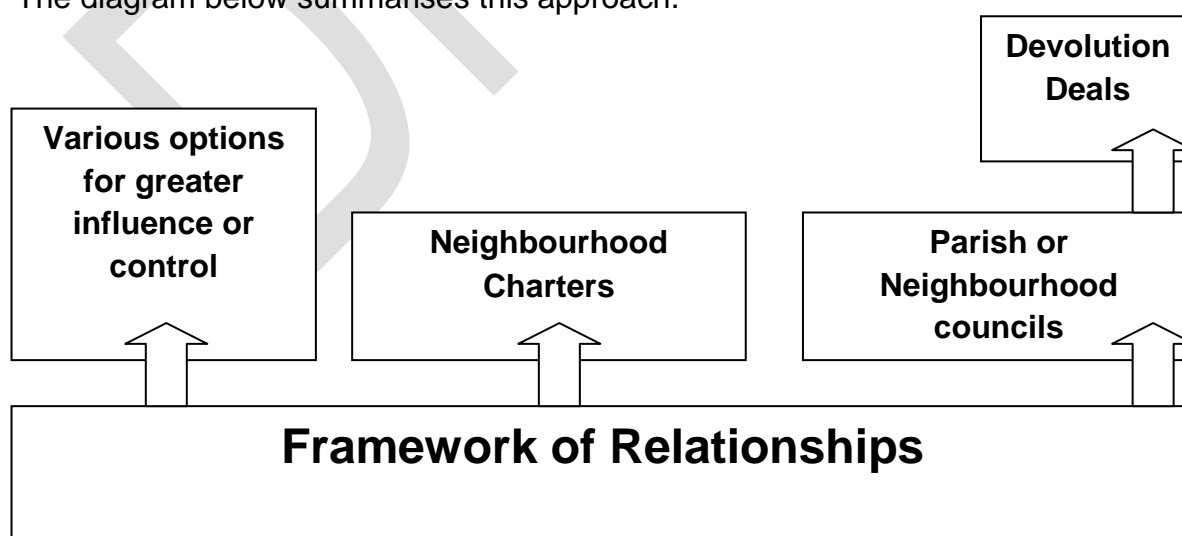 The diagram below summarises this approach.
Devolution
Deals
Various options
for greater
influence or
control
Neighbourhood
Charters
Parish or
Neighbourhood
councils
Framework of Relationships